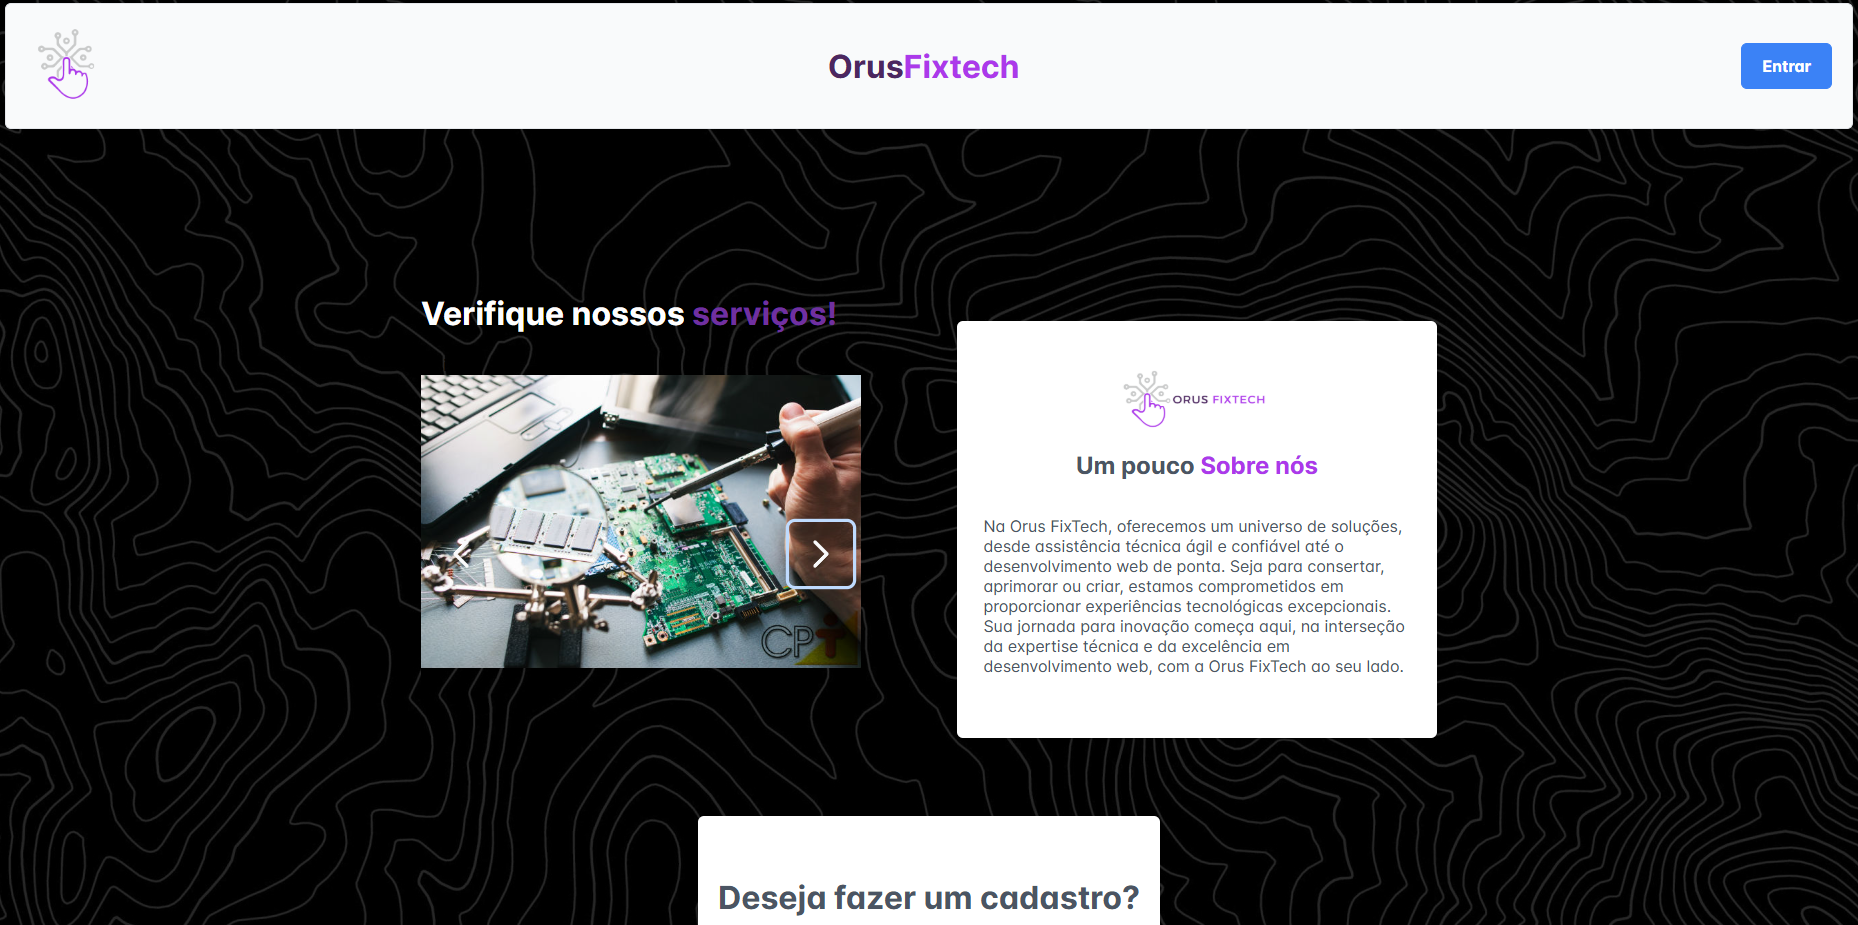 OrusFixtech
Entrar
Verifique nossos serviços!
CPT
ORUS FIXTECH
Um pouco Sobre nós
Na Orus FixTech, oferecemos um universo de soluções,
desde assistência técnica ágil e confiável até o
desenvolvimento web de ponta. Seja para consertar,
aprimorar ou criar, estamos comprometidos em
proporcionar experiências tecnológicas excepcionais.
Sua jornada para inovação começa aqui, na interseção
da expertise técnica e da excelência em
desenvolvimento web, com a Orus FixTech ao seu lado.
Deseja fazer um cadastro?